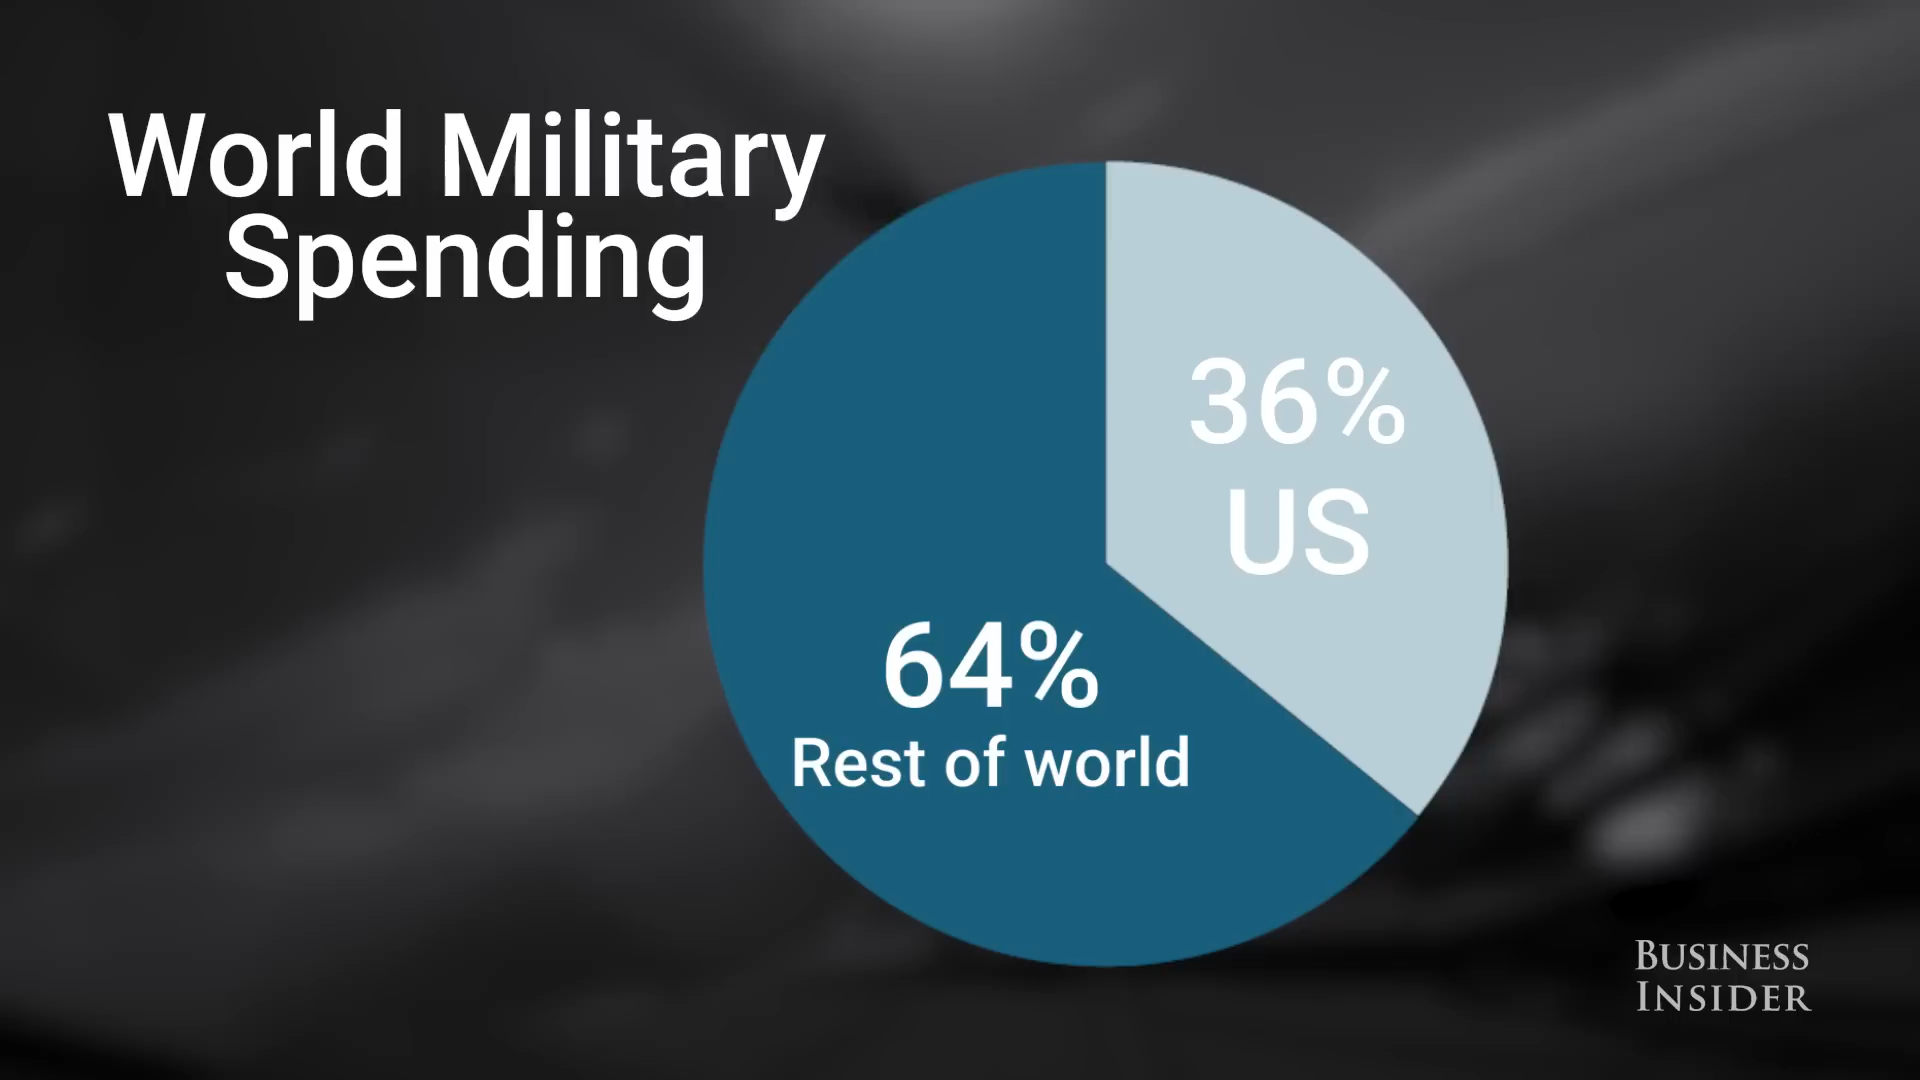 World Military
Spending
36%
US
64%
Rest of world
BUSINESS
INSIDER